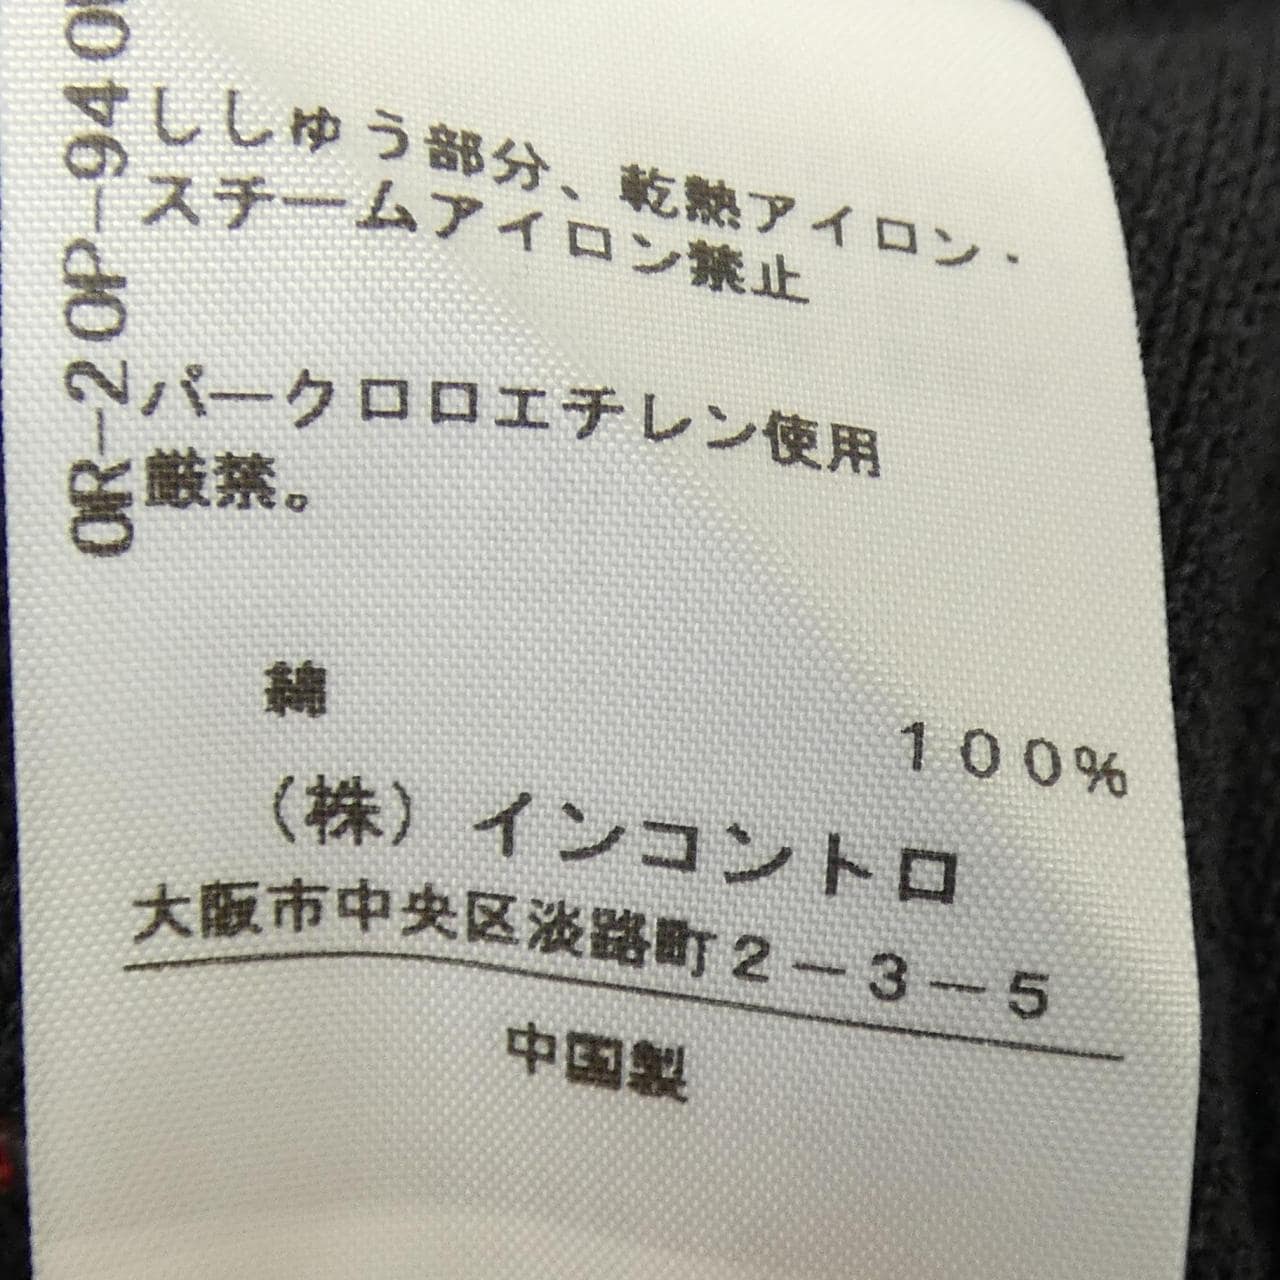 ししゅう部分、乾熱アイロン・
スチームアイロン禁止
パークロロエチレン使用
厳禁。
綿 100%
(株)インコントロ
大阪市中央区淡路町2-3-5
中国製
OR-20P-940